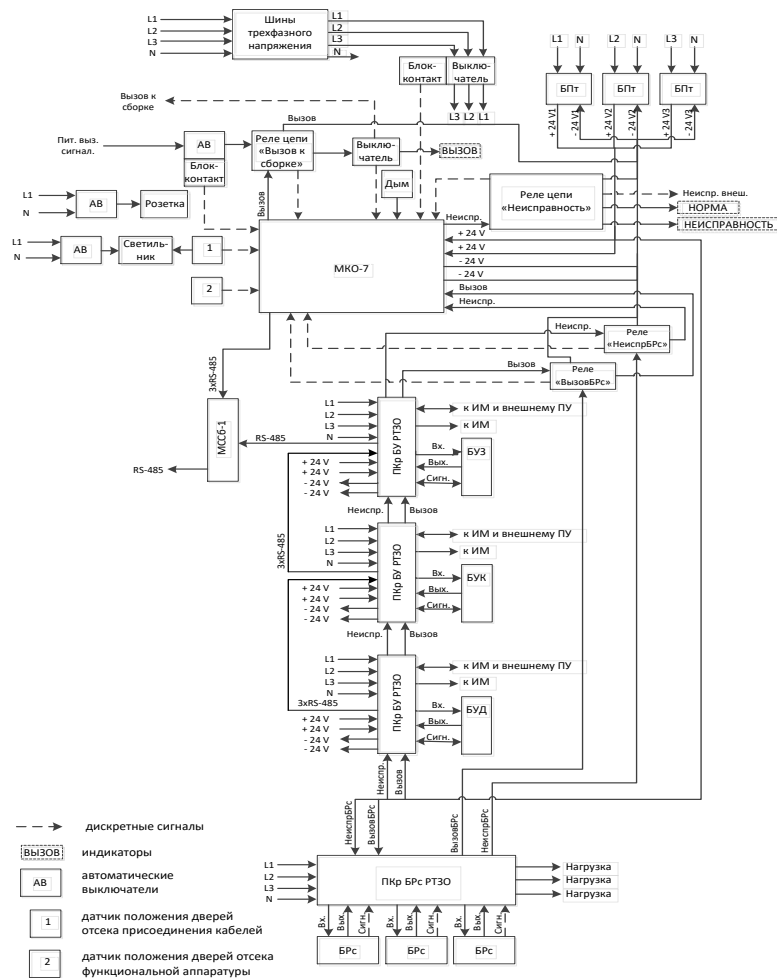 L1
L2
L3
N
Шины
трехфазного
напряжения
L1
L2
L3
N
Блок-
контакт
Выклю-
чатель
L3 L2 L1
L1 N
L2 N
L3 N
БПт
БПт
БПт
+ 24 V1
- 24 V1
+ 24 V2
- 24 V2
+ 24 V3
- 24 V3
Вызов к
сборке
Вызов
Пит. выз.
сигнал.
АВ
Блок-
контакт
Реле цепи
«Вызов к
сборке»
Выклю-
чатель
ВЫЗОВ
Дым
Вызов
L1
N
АВ
Розетка
L1
N
АВ
Светиль-
ник
1
2
МКО-7
Реле цепи
«Неисправность»
Неиспр. внеш.
НОРМА
НЕИСПРАВНОСТЬ
Неиспр.
+ 24 V
+ 24 V
- 24 V
- 24 V
Вызов
Неиспр.
Неиспр.
Реле
«НеиспрБРс»
Вызов
Реле
«ВызовБРс»
3хRS-485
МССб-1
RS-485
RS-485
L1
L2
L3
N
+ 24 V
+ 24 V
- 24 V
- 24 V
ПКр БУ РТЗО
к ИМ и внешнему ПУ
к ИМ
Вх.
Вых.
Сигн.
БУЗ
Неиспр.
Вызов
3хRS-485
L1
L2
L3
N
+ 24 V
+ 24 V
- 24 V
- 24 V
ПКр БУ РТЗО
к ИМ и внешнему ПУ
к ИМ
Вх.
Вых.
Сигн.
БУК
Неиспр.
Вызов
L1
L2
L3
N
3хRS-485
+ 24 V
+ 24 V
- 24 V
- 24 V
ПКр БУ РТЗО
к ИМ и внешнему ПУ
к ИМ
Вх.
Вых.
Сигн.
БУД
Неиспр.
Вызов
НеиспрБРс
ВызовБРс
ВызовБРс
НеиспрБРс
L1
L2
L3
N
ПКр БРс РТЗО
Нагрузка
Нагрузка
Нагрузка
Вх.
Вых.
Сигн.
Вх.
Вых.
Сигн.
Вх.
Вых.
Сигн.
БРс
БРс
БРс
дискретные сигналы
ВЫЗОВ
индикаторы
АВ
автоматические
выключатели
1
датчик положения дверей
отсека присоединения кабелей
2
датчик положения дверей отсека
функциональной аппаратуры